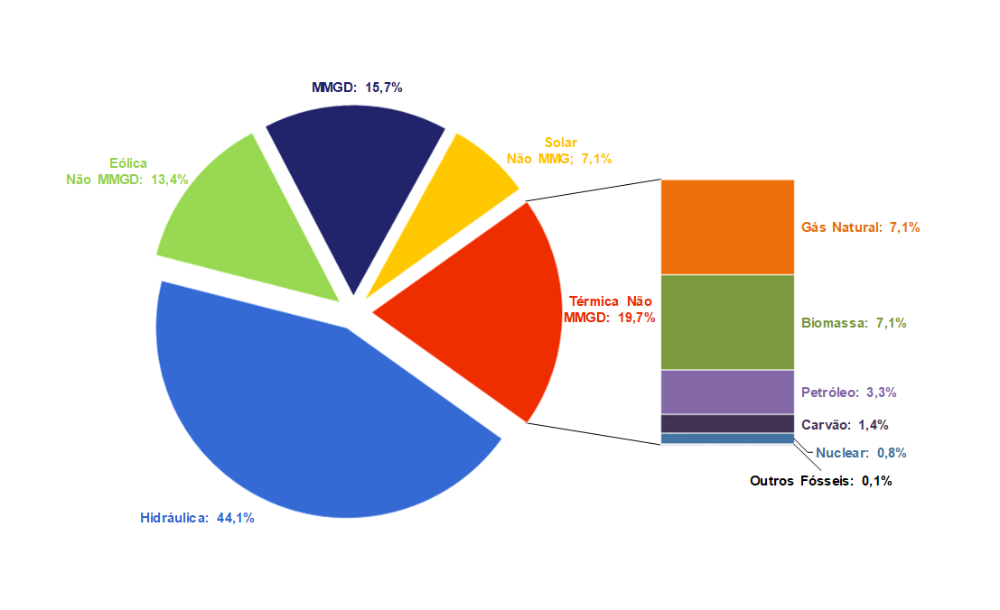 MMGD: 15,7%
Solar
Não MMG; 7,1%
Eólica
Não MMGD: 13,4%
Térmica Não
MMGD: 19,7%
Hidráulica: 44,1%
Gás Natural: 7,1%
Biomassa: 7,1%
Petróleo: 3,3%
Carvão: 1,4%
Nuclear: 0,8%
Outros Fósseis: 0,1%